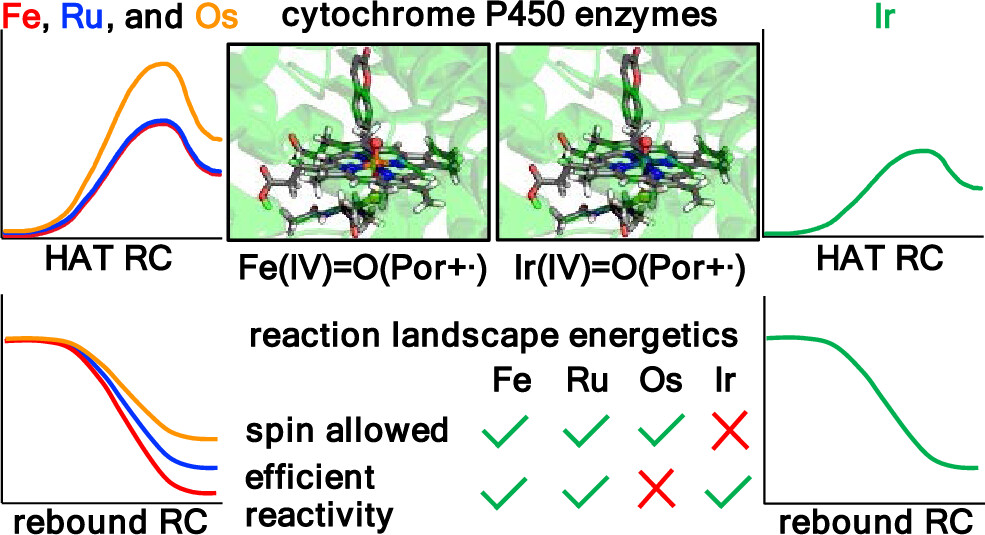 Fe, Ru, and Os
cytochrome P450 enzymes
Ir
HAT RC
Fe(IV)=O(Por+·)
Ir(IV)=O(Por+·)
HAT RC
reaction landscape energetics
Fe Ru Os Ir
spin allowed
efficient
reactivity
rebound RC
rebound RC